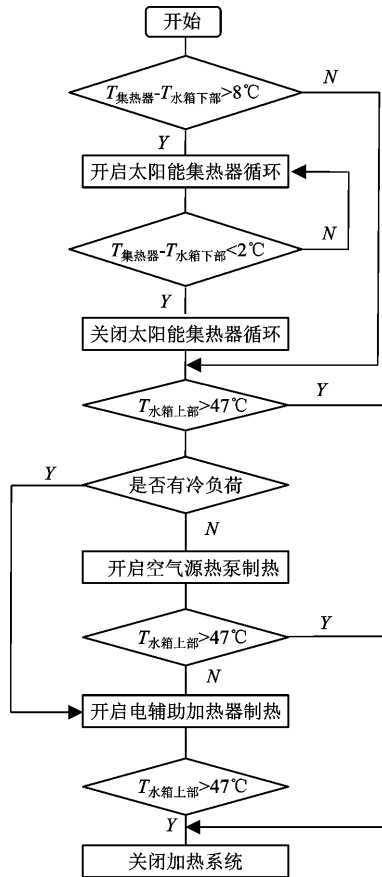 开始
T集热器-T水箱下部>8℃
N
Y
开启太阳能集热器循环
T集热器-T水箱下部<2℃
N
Y
关闭太阳能集热器循环
T水箱上部>47℃
Y
Y
是否有冷负荷
N
开启空气源热泵制热
T水箱上部>47℃
Y
N
开启电辅助加热器制热
T水箱上部>47℃
Y
关闭加热系统